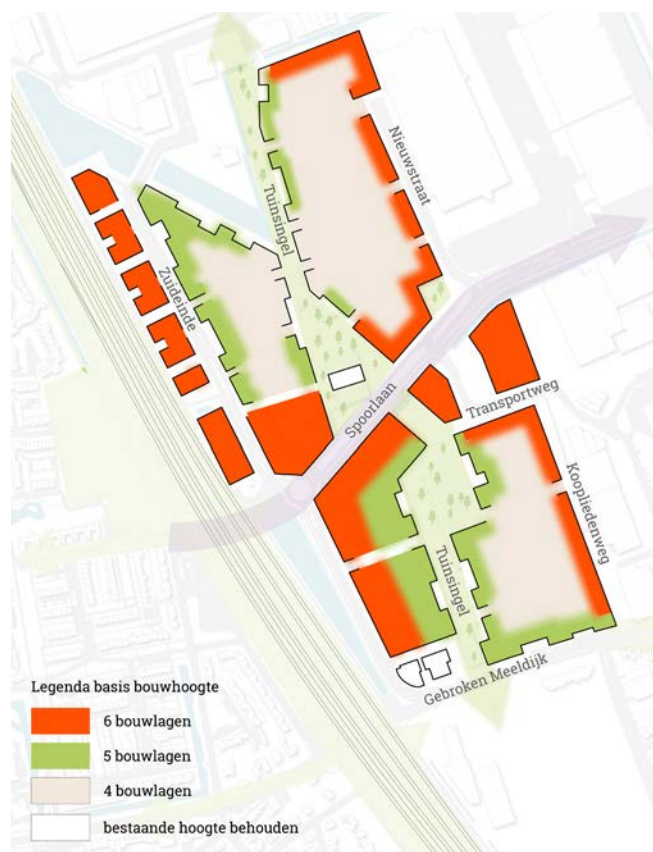 Nieuwstraat
Tuinsingel
Zuideinde
Spoorlaan
Transportweg
Koopliedenweg
Tuinsingel
Gebroken Meeldijk
Legenda basis bouwhoogte
6 bouwlagen
5 bouwlagen
4 bouwlagen
bestaande hoogte behouden